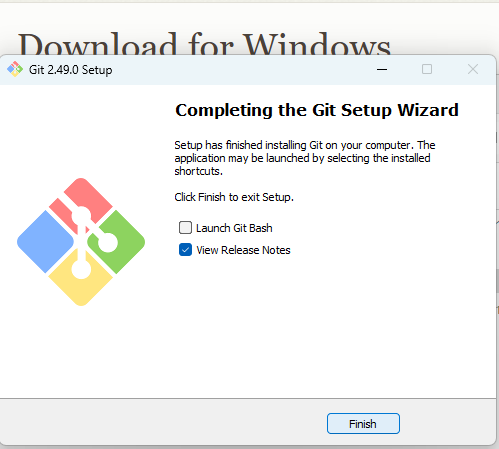 Download for Windows
Git 2.49.0 Setup
Completing the Git Setup Wizard
Setup has finished installing Git on your computer. The
application may be launched by selecting the installed
shortcuts.
Click Finish to exit Setup.
Launch Git Bash
View Release Notes
Finish